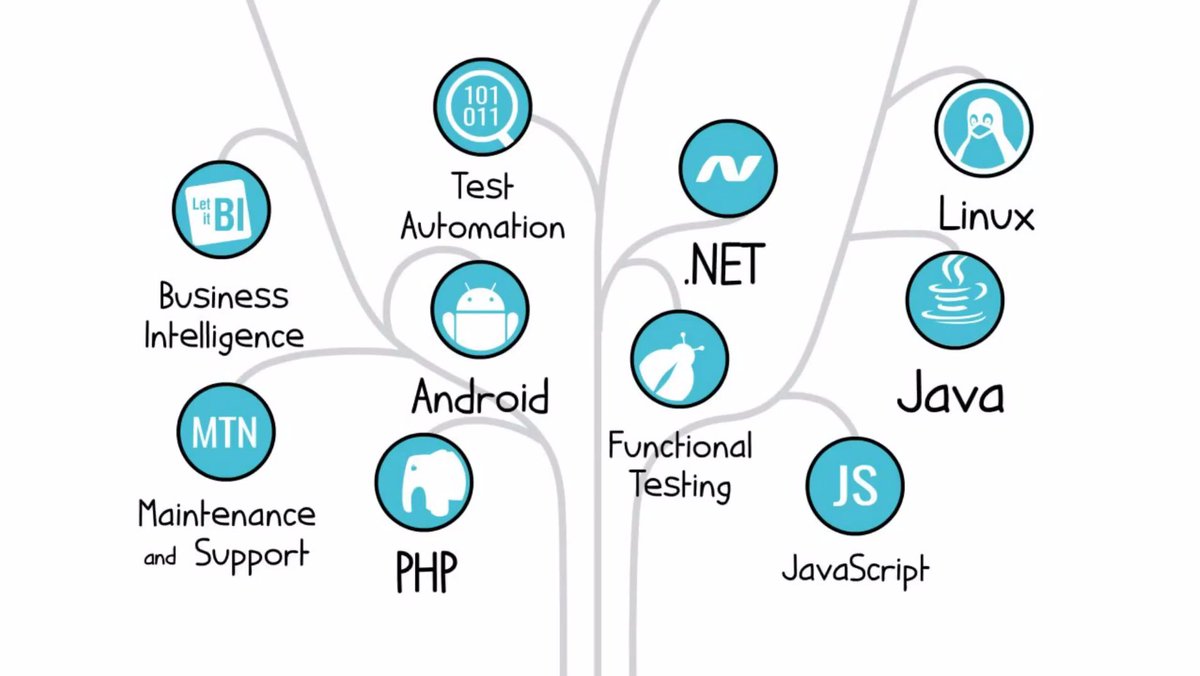 101
011
Test
Automation
.NET
Linux
Let
it
BI
Business
Intelligence
Android
Java
MTN
Maintenance
and Support
PHP
Functional
Testing
JS
JavaScript